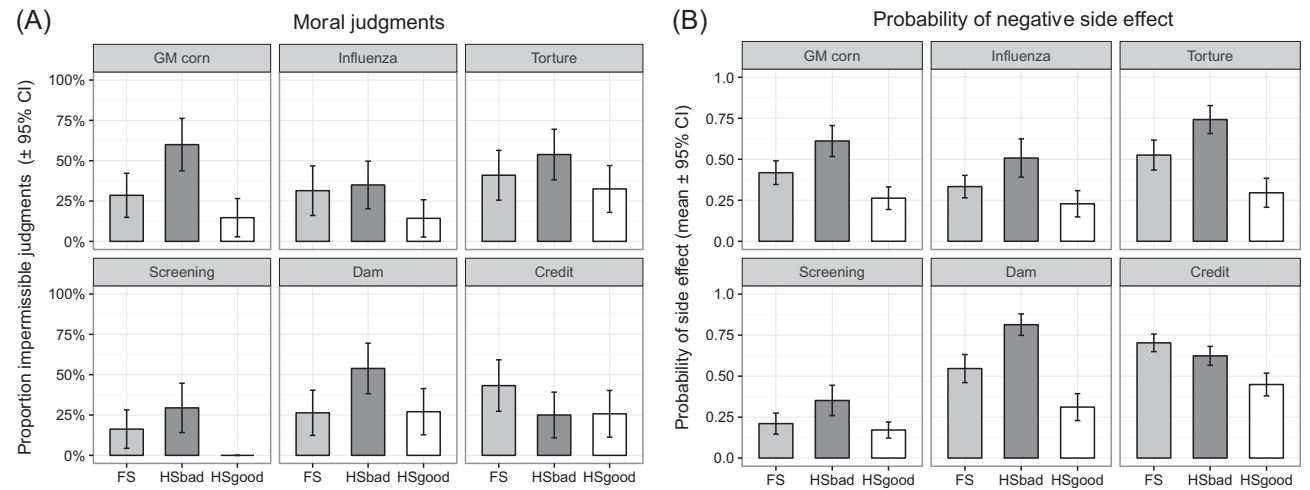 (A)
Moral judgments
Proportion impermissible judgments (± 95% CI)
GM corn
Influenza
Torture
100%
75%
50%
25%
0%
Screening
Dam
Credit
100%
75%
50%
25%
0%
FS HSbad HSgood
FS HSbad HSgood
FS HSbad HSgood
(B)
Probability of negative side effect
Probability of side effect (mean ± 95% CI)
GM corn
Influenza
Torture
1.0
0.75
0.50
0.25
0.0
Screening
Dam
Credit
1.0
0.75
0.50
0.25
0.0
FS HSbad HSgood
FS HSbad HSgood
FS HSbad HSgood